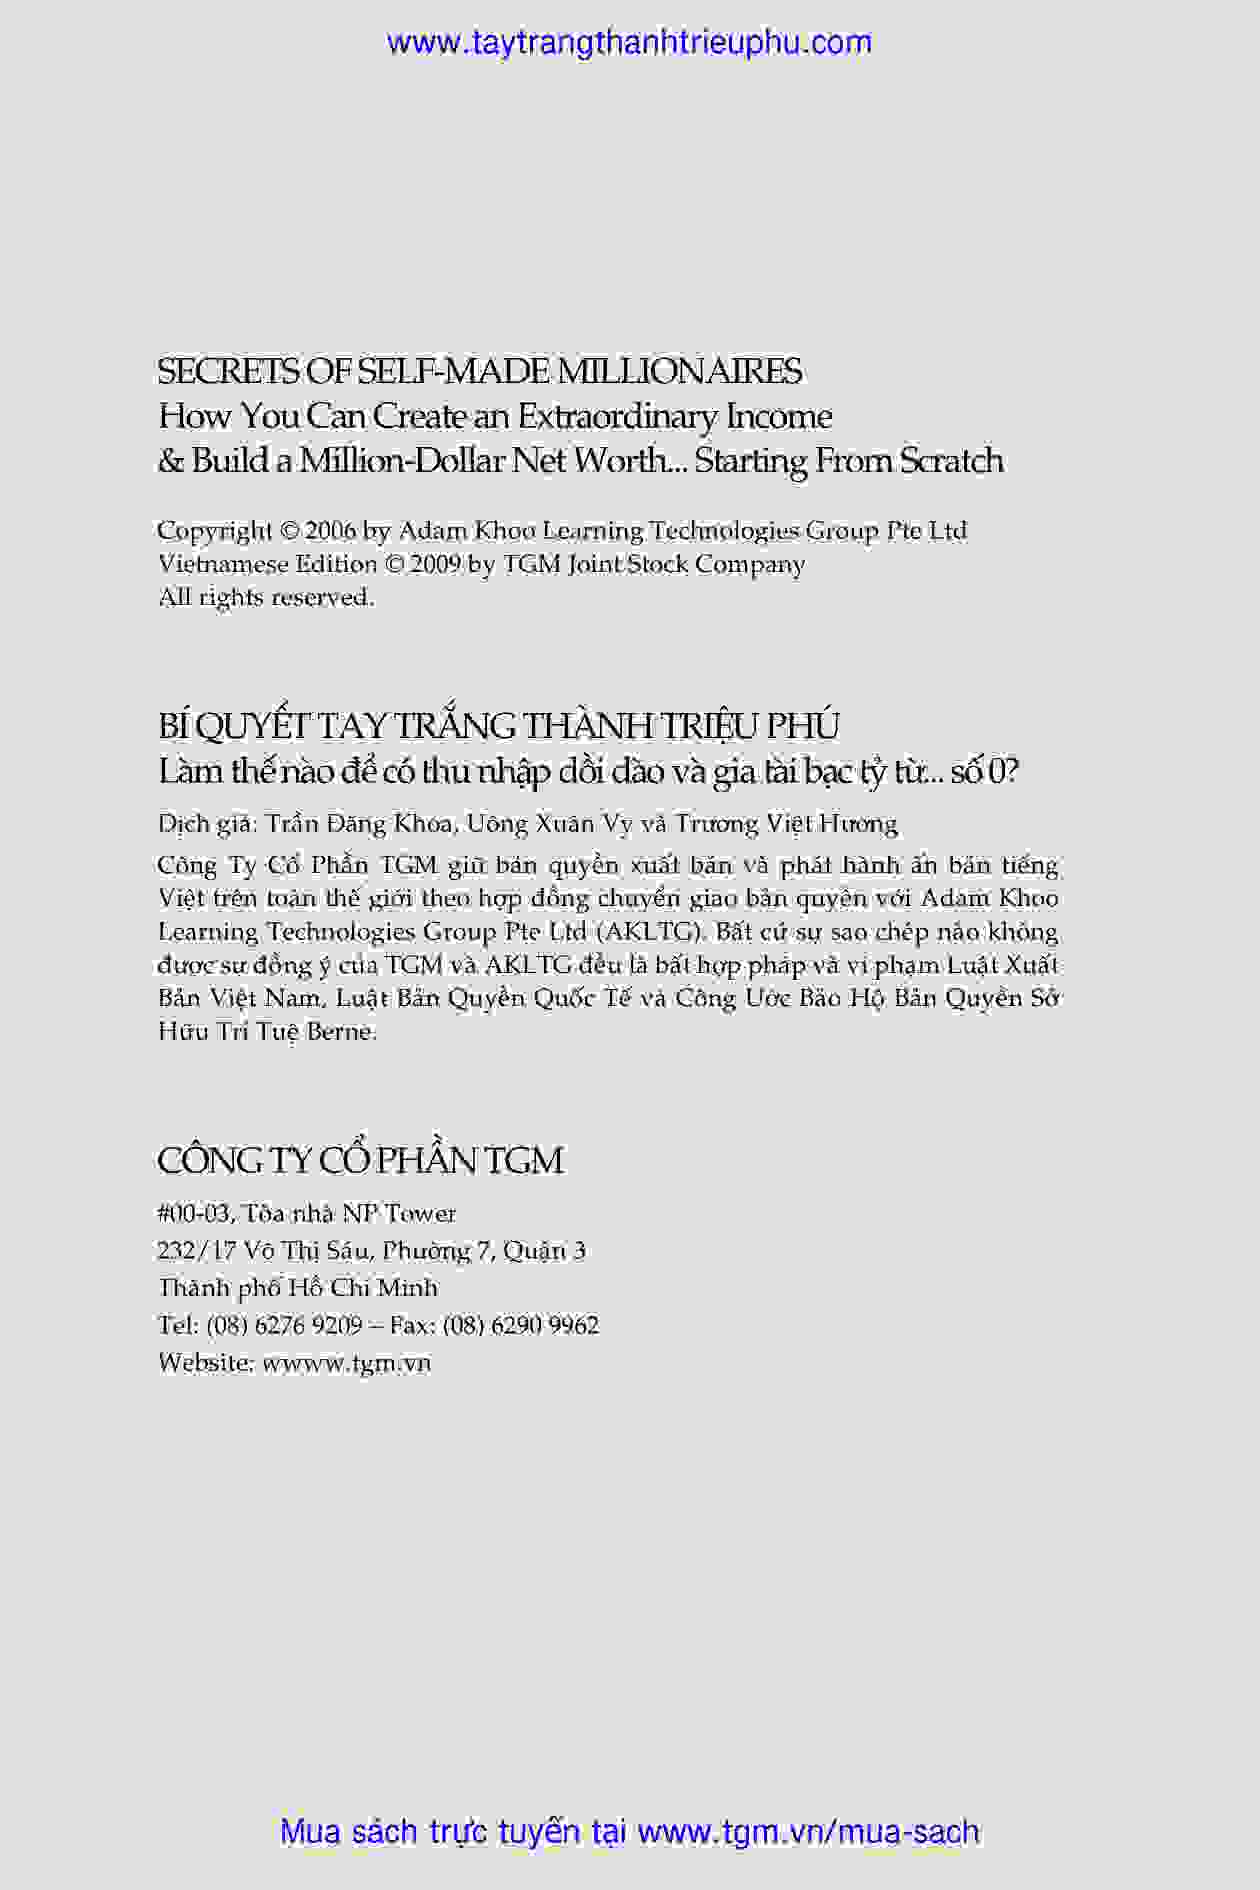 www.taytrangthanhtrieuphu.com
SECRETS OF SELF-MADE MILLIONAIRES
How You Can Create an Extraordinary Income
& Build a Million-Dollar Net Worth... Starting From Scratch
Copyright © 2006 by Adam Khoo Learning Technologies Group Pte Ltd
Vietnamese Edition © 2009 by TGM Joint Stock Company
All rights reserved.
BÍ QUYẾT TAY TRẮNG THÀNH TRIỆU PHÚ
Làm thế nào để có thu nhập dồi dào và gia tài bạc tỷ từ... số 0?
Dịch giả: Trần Đăng Khoa, Uông Xuân Vy và Trương Việt Hương
Công Ty Cổ Phần TGM giữ bản quyền xuất bản và phát hành ấn bản tiếng
Việt trên toàn thế giới theo hợp đồng chuyển giao bản quyền với Adam Khoo
Learning Technologies Group Pte Ltd (AKLTG). Bất cứ sự sao chép nào không
được sự đồng ý của TGM và AKLTG đều là bất hợp pháp và vi phạm Luật Xuất
Bản Việt Nam, Luật Bản Quyền Quốc Tế và Công Ước Bảo Hộ Bản Quyền Sở
Hữu Trí Tuệ Berne.
CÔNG TY CỔ PHẦN TGM
#00-03, Tòa nhà NP Tower
232/17 Võ Thị Sáu, Phường 7, Quận 3
Thành phố Hồ Chí Minh
Tel: (08) 6276 9209 – Fax: (08) 6290 9962
Website: wwww.tgm.vn
Mua sách trực tuyến tại www.tgm.vn/mua-sach